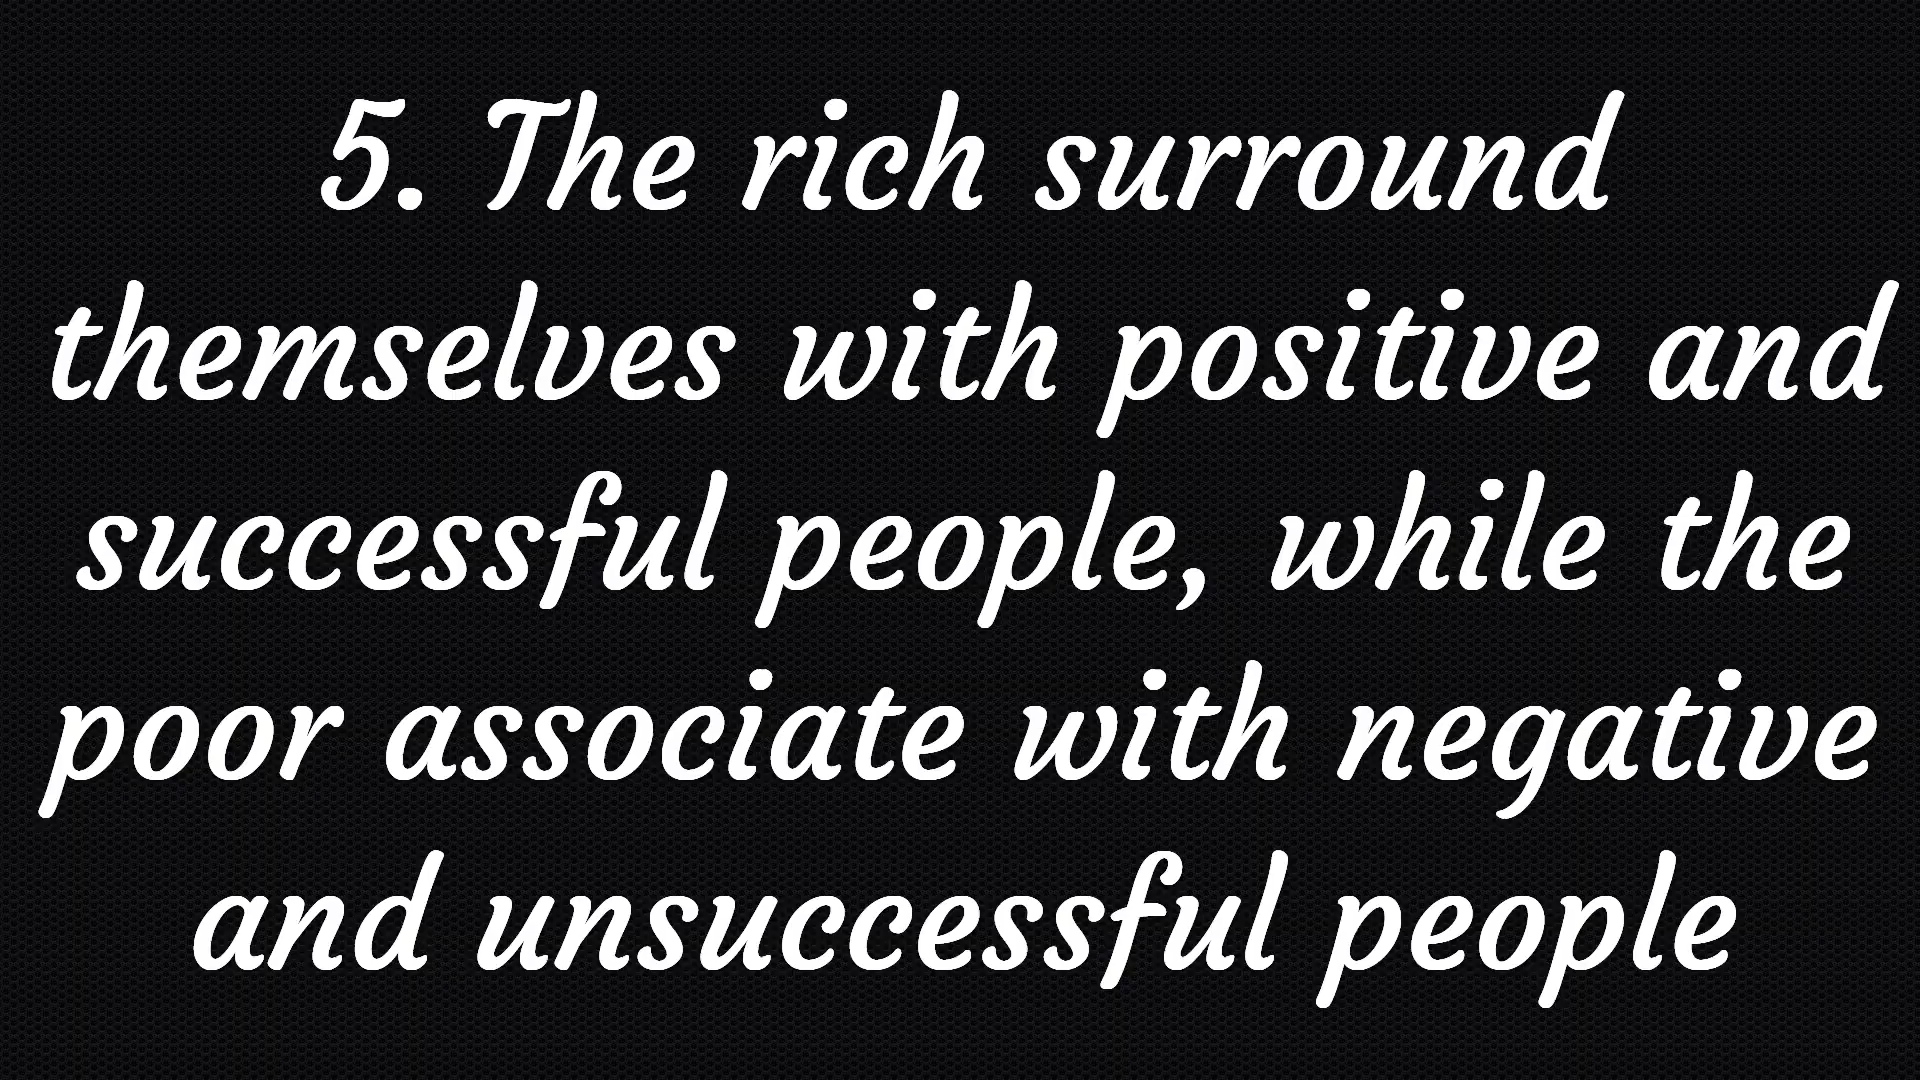 5. The rich surround
themselves with positive and
successful people, while the
poor associate with negative
and unsuccessful people